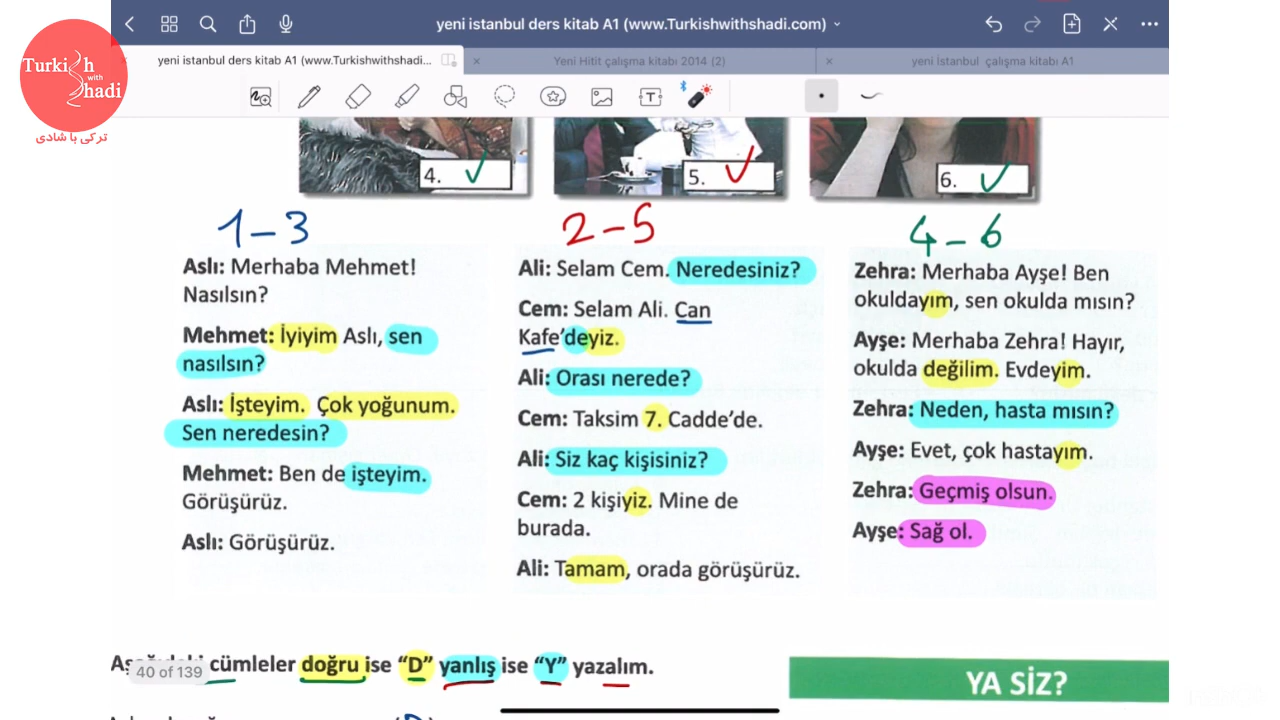 yeni istanbul ders kitab A1 (www.Turkishwithshadi.com)
yeni istanbul ders kitab A1 (www.Turkishwithshadi...
Yeni Hitit çalışma kitabı 2014 (2)
yeni İstanbul çalışma kitabı A1
Turkish
with
Shadi
ترکی با شادی
4. ✓
5. ✓
6. ✓
1-3
2-5
4-6
Aslı: Merhaba Mehmet!
Nasılsın?
Mehmet: İyiyim Aslı, sen
nasılsın?
Aslı: İşteyim. Çok yoğunum.
Sen neredesin?
Mehmet: Ben de işteyim.
Görüşürüz.
Aslı: Görüşürüz.
Ali: Selam Cem. Neredesiniz?
Cem: Selam Ali. Can
Kafe'deyiz.
Ali: Orası nerede?
Cem: Taksim 7. Cadde'de.
Ali: Siz kaç kişisiniz?
Cem: 2 kişiyiz. Mine de
burada.
Ali: Tamam, orada görüşürüz.
Zehra: Merhaba Ayşe! Ben
okuldayım, sen okulda mısın?
Ayşe: Merhaba Zehra! Hayır,
okulda değilim. Evdeyim.
Zehra: Neden, hasta mısın?
Ayşe: Evet, çok hastayım.
Zehra: Geçmiş olsun.
Ayşe: Sağ ol.
cümleler doğru ise "D" yanlış ise "Y" yazalım.
40 of 139
YA SİZ?